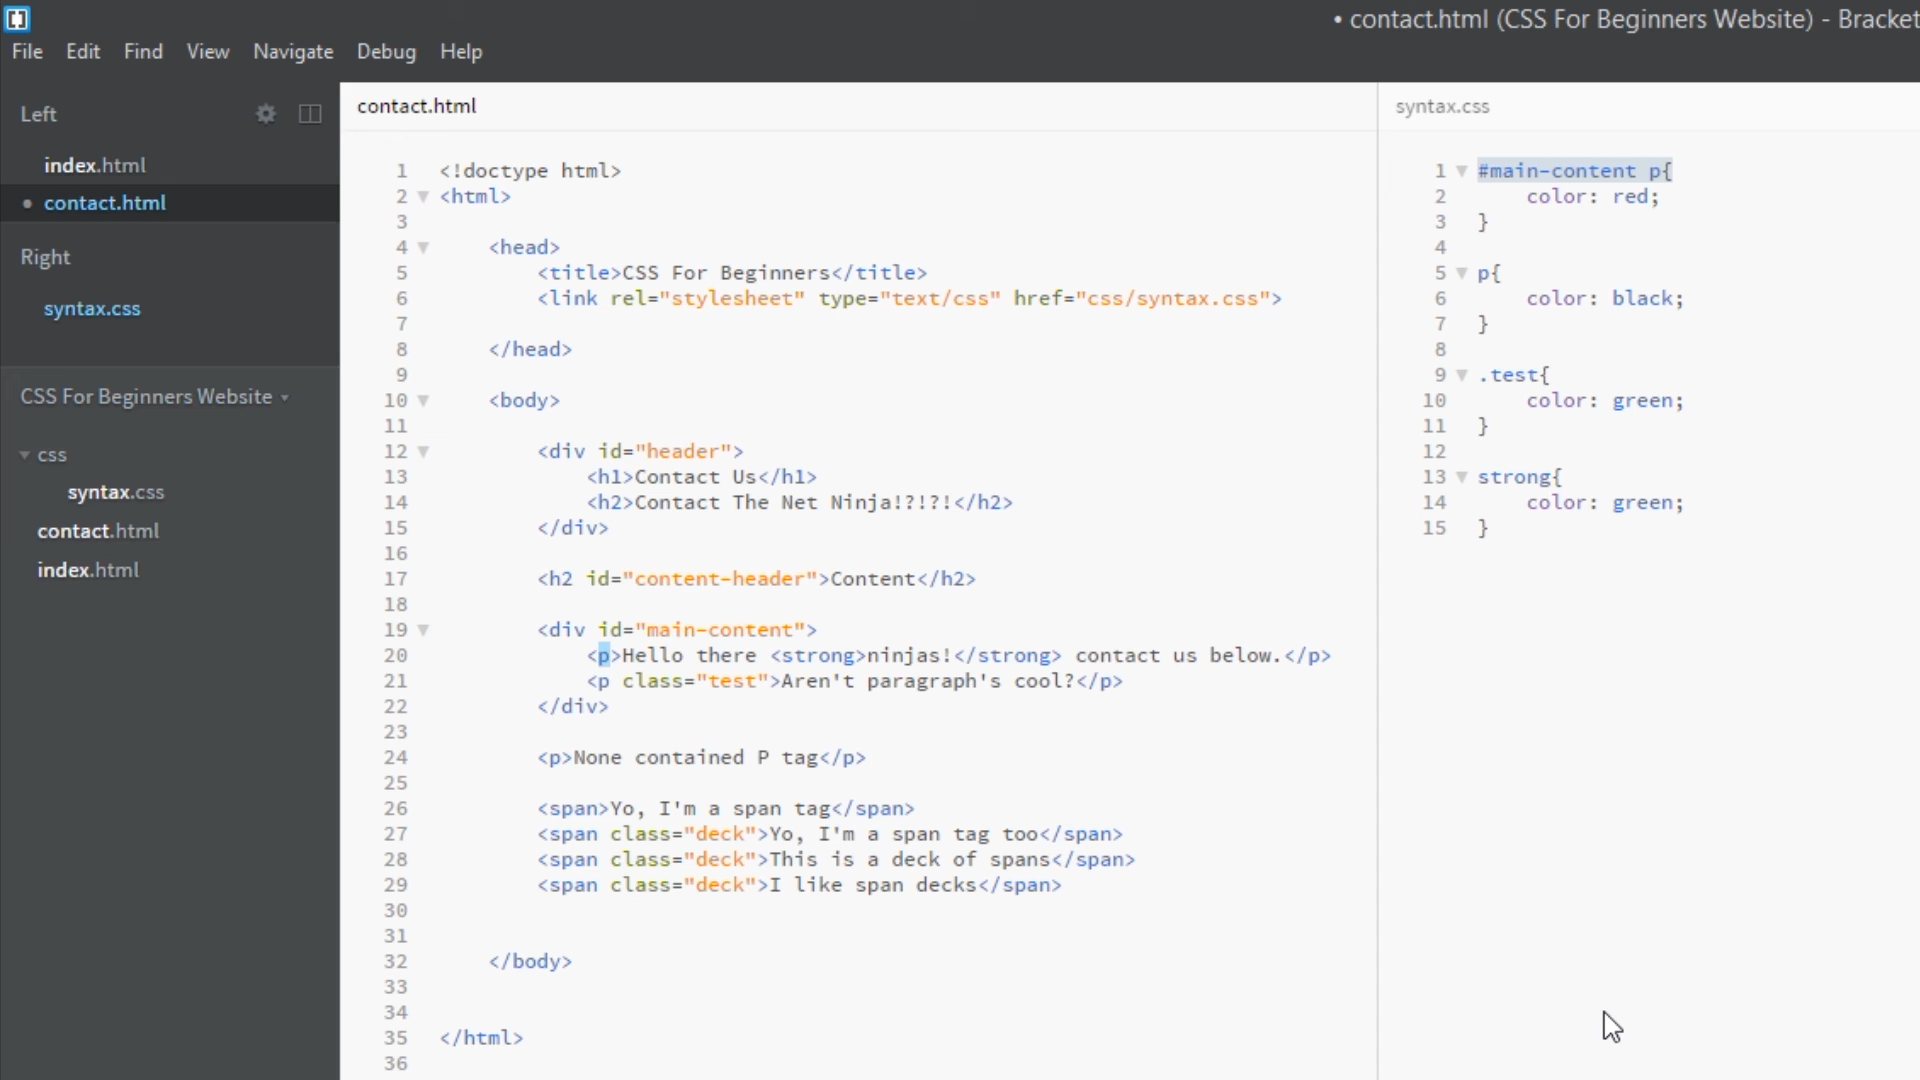 • contact.html (CSS For Beginners Website) - Bracket
File Edit Find View Navigate Debug Help
Left
index.html
• contact.html
Right
syntax.css
CSS For Beginners Website
css
syntax.css
contact.html
index.html
contact.html
1 <!doctype html>
2 <html>
3
4 <head>
5 <title>CSS For Beginners</title>
6 <link rel="stylesheet" type="text/css" href="css/syntax.css">
7
8 </head>
9
10 <body>
11
12 <div id="header">
13 <h1>Contact Us</h1>
14 <h2>Contact The Net Ninja!?!?!</h2>
15 </div>
16
17 <h2 id="content-header">Content</h2>
18
19 <div id="main-content">
20 <p>Hello there <strong>ninjas!</strong> contact us below.</p>
21 <p class="test">Aren't paragraph's cool?</p>
22 </div>
23
24 <p>None contained P tag</p>
25
26 <span>Yo, I'm a span tag</span>
27 <span class="deck">Yo, I'm a span tag too</span>
28 <span class="deck">This is a deck of spans</span>
29 <span class="deck">I like span decks</span>
30
31
32 </body>
33
34
35 </html>
36
syntax.css
1 #main-content p{
2 color: red;
3 }
4
5 p{
6 color: black;
7 }
8
9 .test{
10 color: green;
11 }
12
13 strong{
14 color: green;
15 }